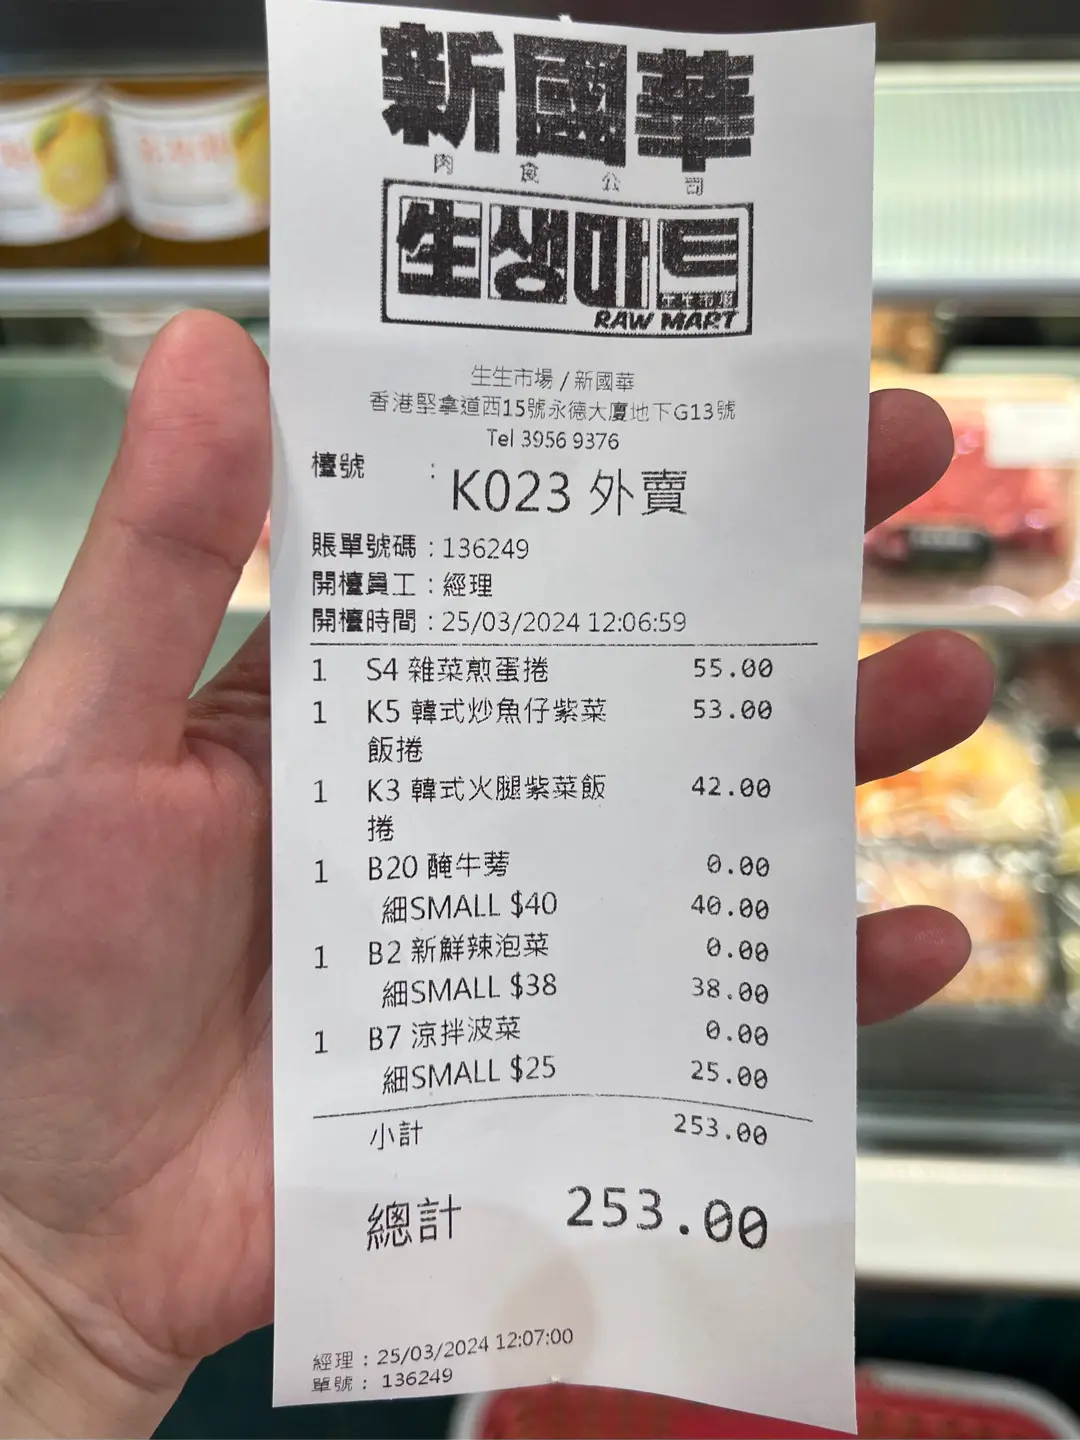 新國華
肉食公司
生생마트
RAW MART
生生市場 / 新國華
香港堅拿道西15號永德大廈地下G13號
Tel 3956 9376
檯號 : K023 外賣
賬單號碼 : 136249
開檯員工 : 經理
開檯時間 : 25/03/2024 12:06:59
1 S4 雜菜煎蛋捲 55.00
1 K5 韓式炒魚仔紫菜 53.00
飯捲
1 K3 韓式火腿紫菜飯 42.00
捲
1 B20 醃牛蒡 0.00
細SMALL $40 40.00
1 B2 新鮮辣泡菜 0.00
細SMALL $38 38.00
1 B7 涼拌波菜 0.00
細SMALL $25 25.00
小計 253.00
總計 253.00
經理 : 25/03/2024 12:07:00
單號 : 136249